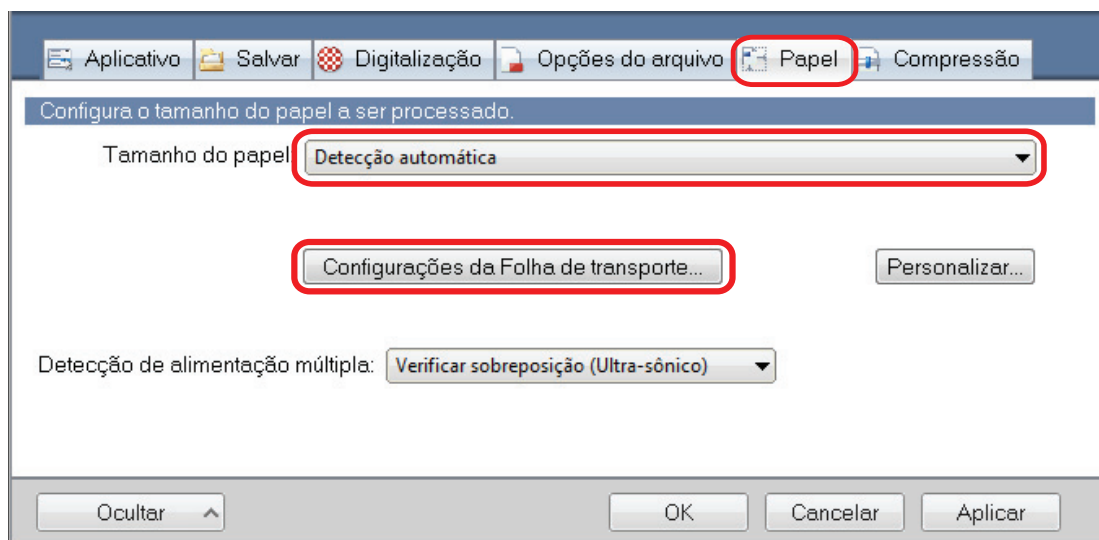 Aplicativo Salvar Digitalização Opções do arquivo Papel Compressão
Configura o tamanho do papel a ser processado.
Tamanho do papel: Detecção automática
Configurações da Folha de transporte... Personalizar...
Detecção de alimentação múltipla: Verificar sobreposição (Ultra-sônico)
Ocultar OK Cancelar Aplicar